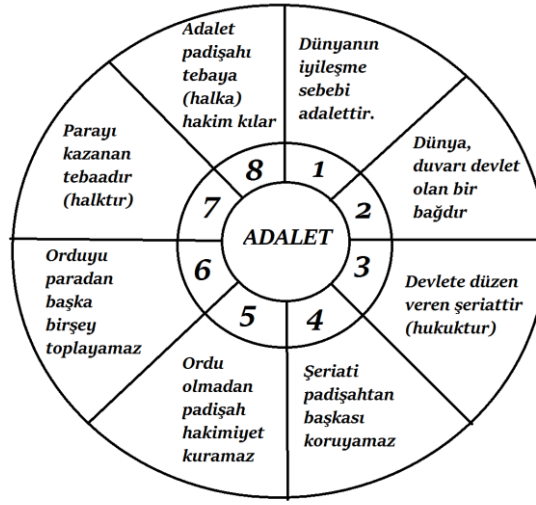 ADALET
1
Dünyanın
iyileşme
sebebi
adalettir.
2
Dünya,
duvarı devlet
olan bir
bağdır
3
Devlete düzen
veren şeriattir
(hukuktur)
4
Şeriati
padişahtan
başkası
koruyamaz
5
Ordu
olmadan
padişah
hakimiyet
kuramaz
6
Orduyu
paradan
başka
birşey
toplayamaz
7
Parayı
kazanan
tebaadır
(halktır)
8
Adalet
padişahı
tebaya
(halka)
hakim kılar